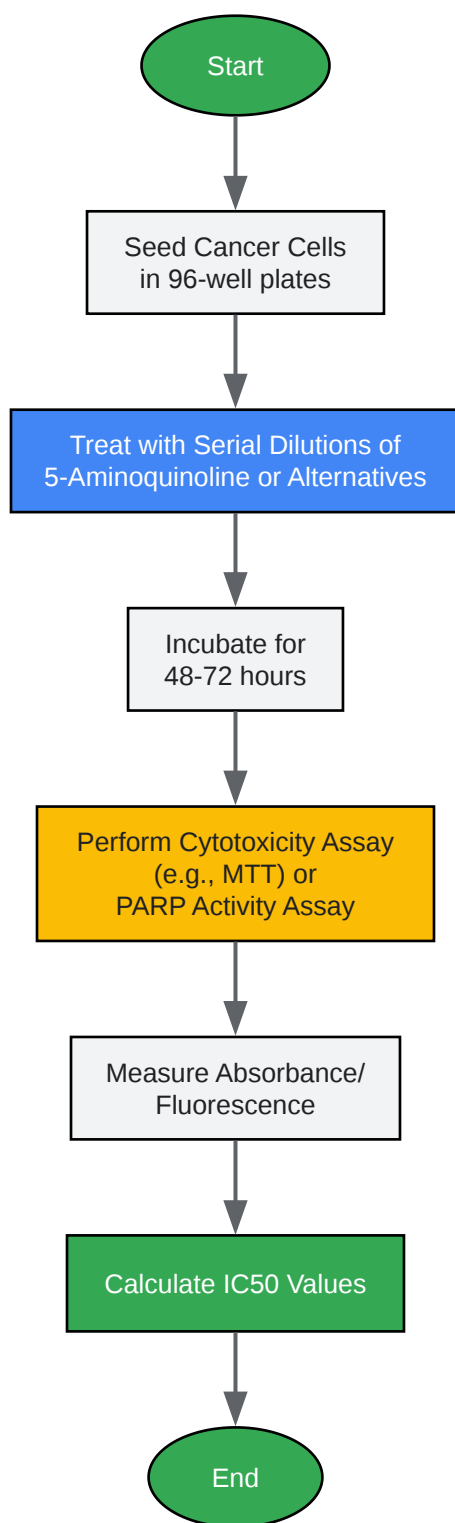 Start
Seed Cancer Cells
in 96-well plates
Treat with Serial Dilutions of
5-Aminoquinoline or Alternatives
Incubate for
48-72 hours
Perform Cytotoxicity Assay
(e.g., MTT) or
PARP Activity Assay
Measure Absorbance/
Fluorescence
Calculate IC50 Values
End